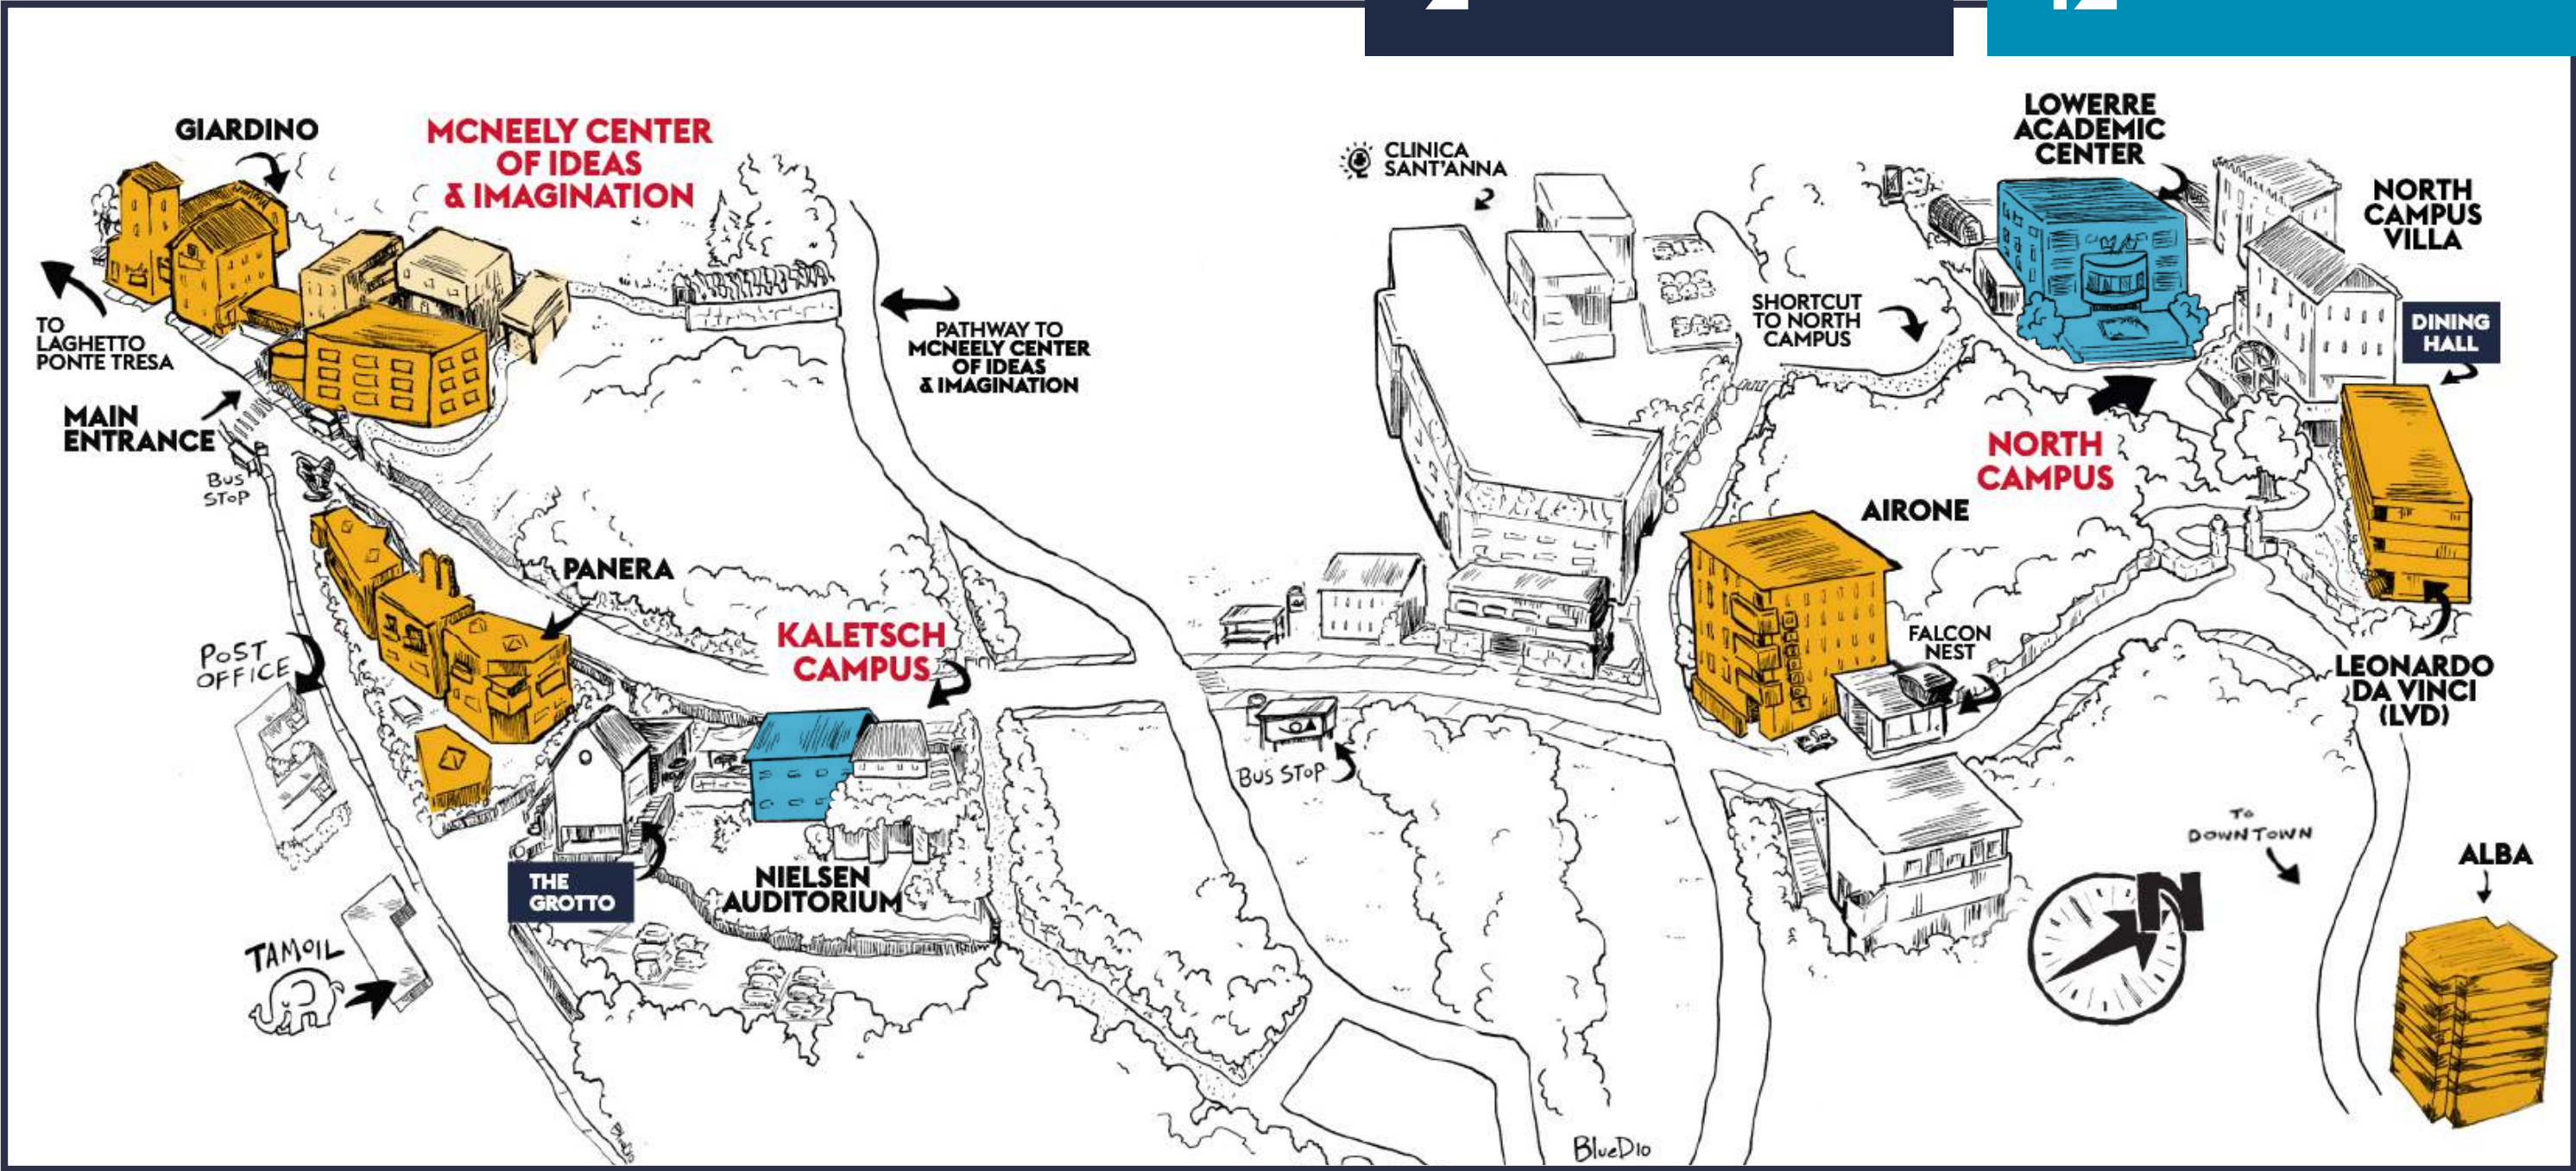 GIARDINO
MCNEELY CENTER
OF IDEAS
& IMAGINATION
TO
LAGHETTO
PONTE TRESA
MAIN
ENTRANCE
BUS
STOP
PATHWAY TO
MCNEELY CENTER
OF IDEAS
& IMAGINATION
PANERA
POST
OFFICE
KALETSCH
CAMPUS
THE
GROTTO
NIELSEN
AUDITORIUM
TAMOIL
CLINICA
SANT'ANNA
SHORTCUT
TO NORTH
CAMPUS
LOWERRE
ACADEMIC
CENTER
NORTH
CAMPUS
VILLA
DINING
HALL
NORTH
CAMPUS
AIRONE
FALCON
NEST
LEONARDO
DA VINCI
(LVD)
BUS STOP
TO
DOWNTOWN
N
ALBA
BlueD10